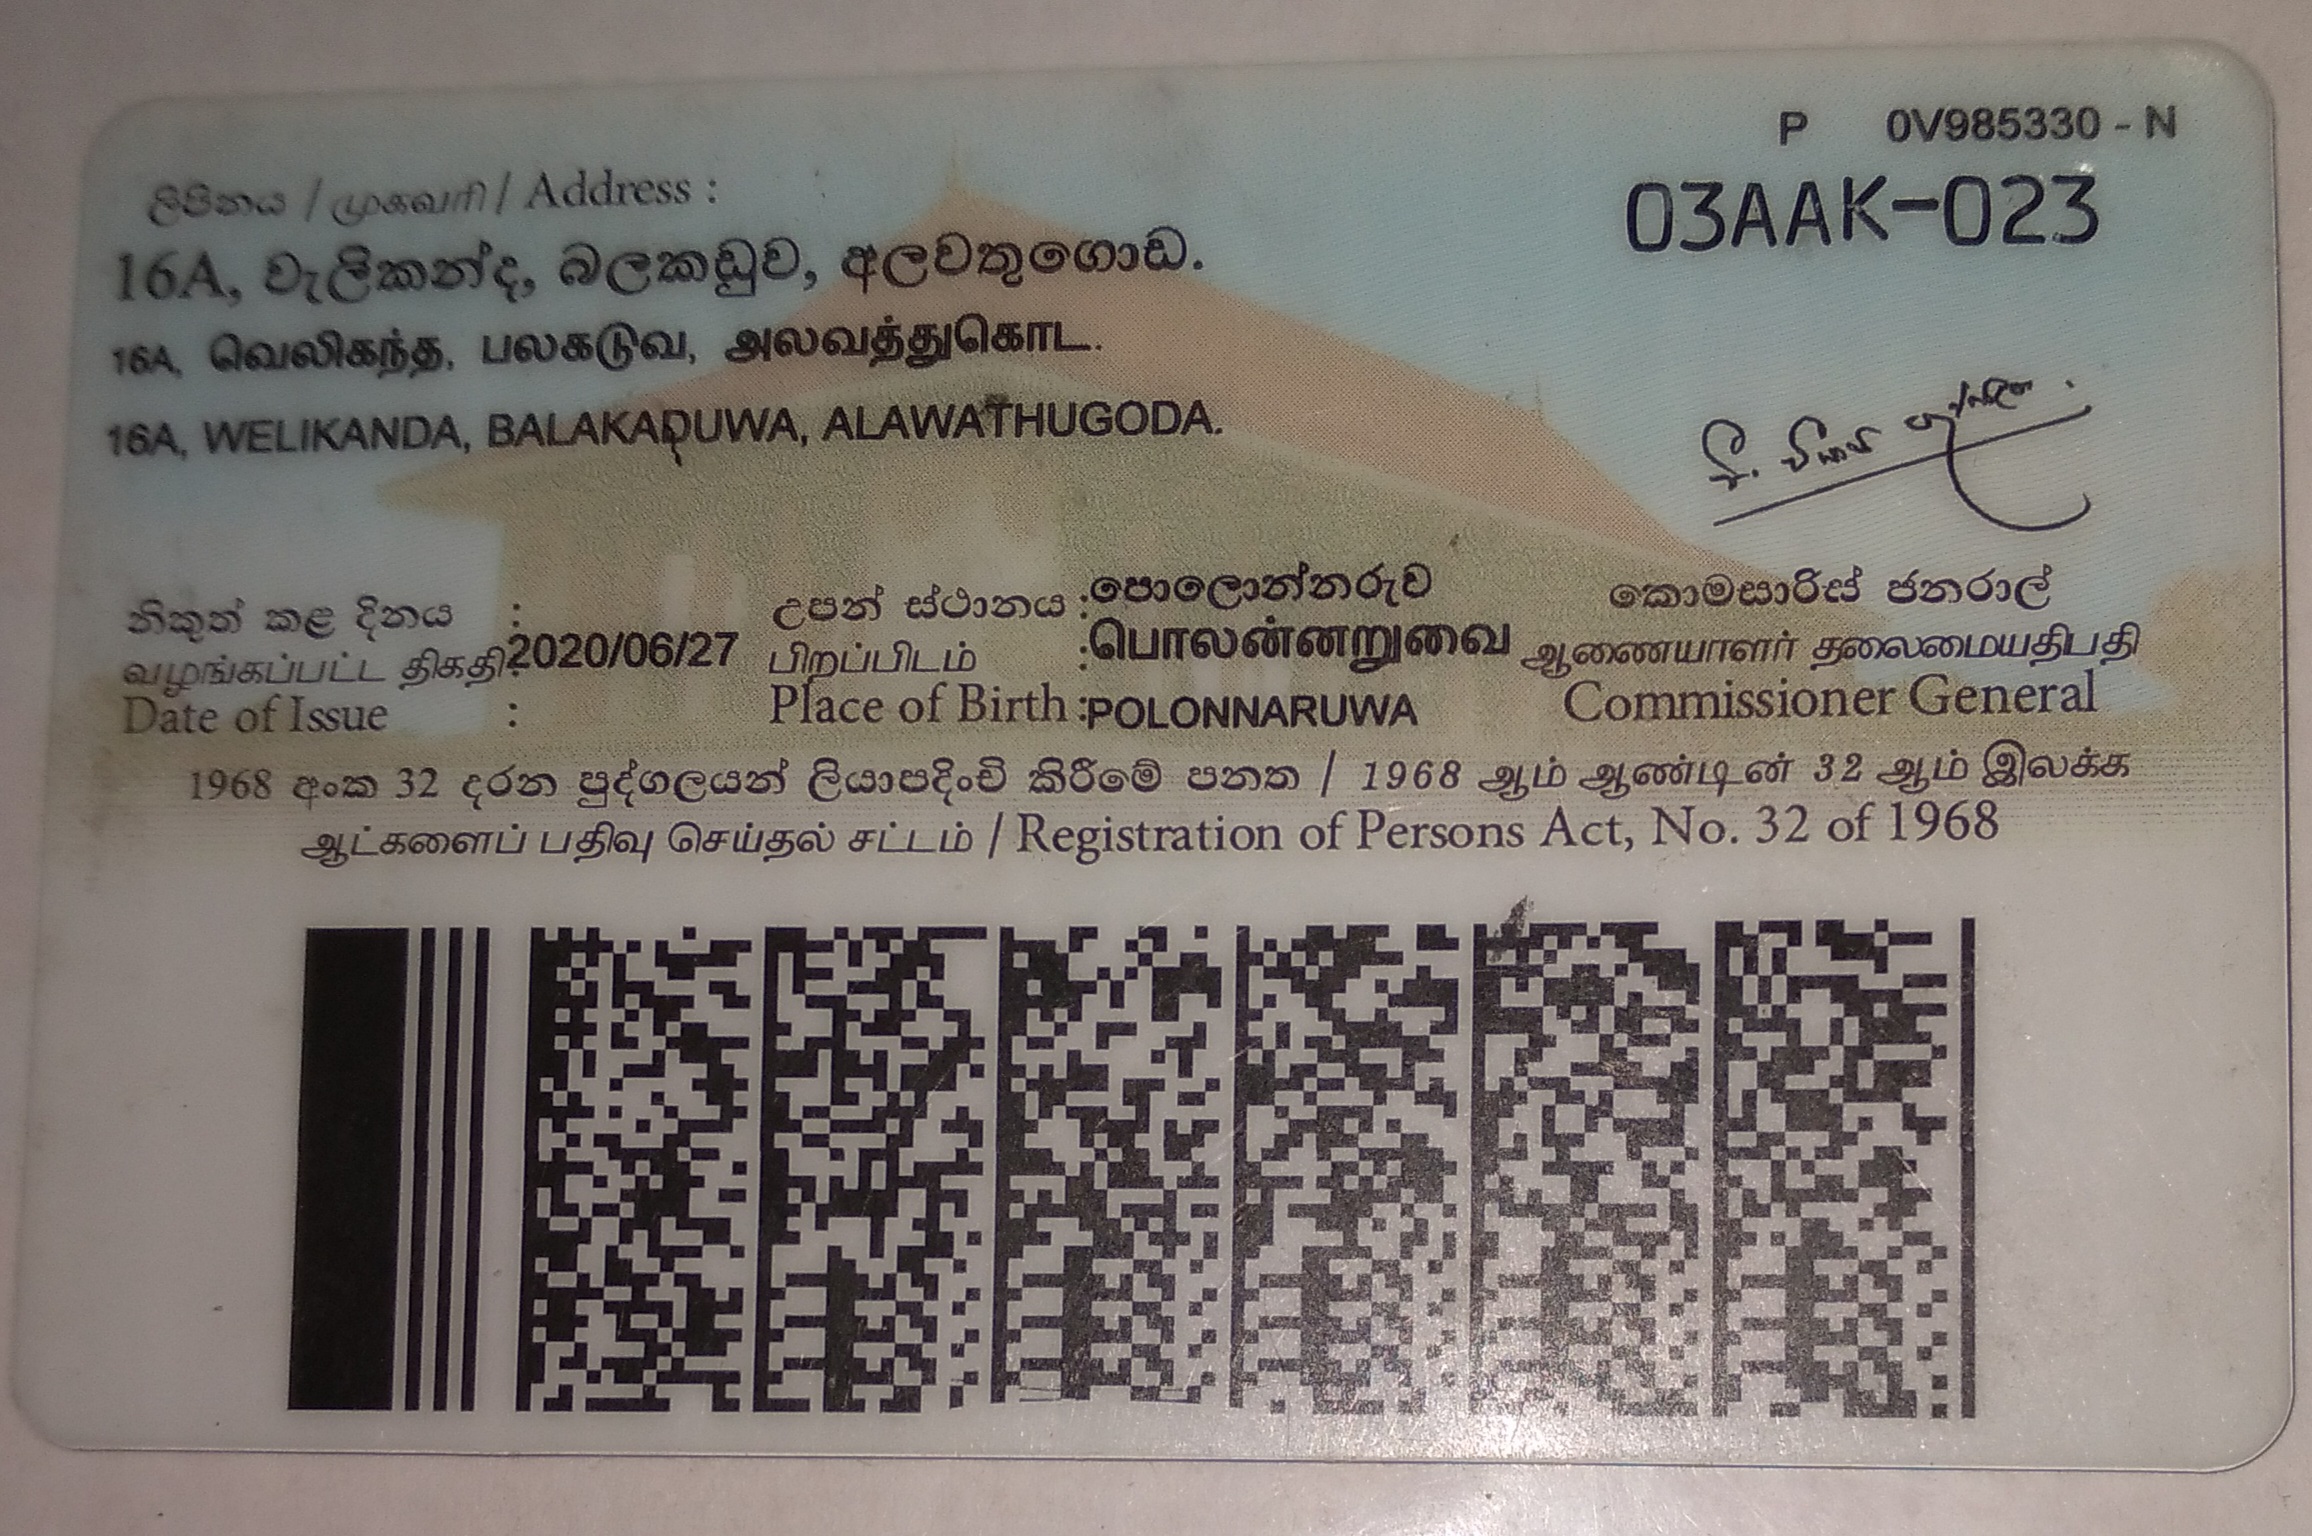 P 0V985330 - N
03AAK-023
ලිපිනය / முகவரி / Address :
16A, වැලිකන්ද, බලකඩුව, අලවතුගොඩ.
16A, வெலிகந்த, பலகடுவ, அலவத்துகொட.
16A, WELIKANDA, BALAKADUWA, ALAWATHUGODA.
නිකුත් කළ දිනය :
வழங்கப்பட்ட திகதி: 2020/06/27
Date of Issue :
උපන් ස්ථානය : පොලොන්නරුව
பிறப்பிடம் : பொலன்னறுவை
Place of Birth : POLONNARUWA
කොමසාරිස් ජනරාල්
ஆணையாளர் தலைமையதிபதி
Commissioner General
1968 අංක 32 දරන පුද්ගලයන් ලියාපදිංචි කිරීමේ පනත / 1968 ஆம் ஆண்டின் 32 ஆம் இலக்க
ஆட்களைப் பதிவு செய்தல் சட்டம் / Registration of Persons Act, No. 32 of 1968